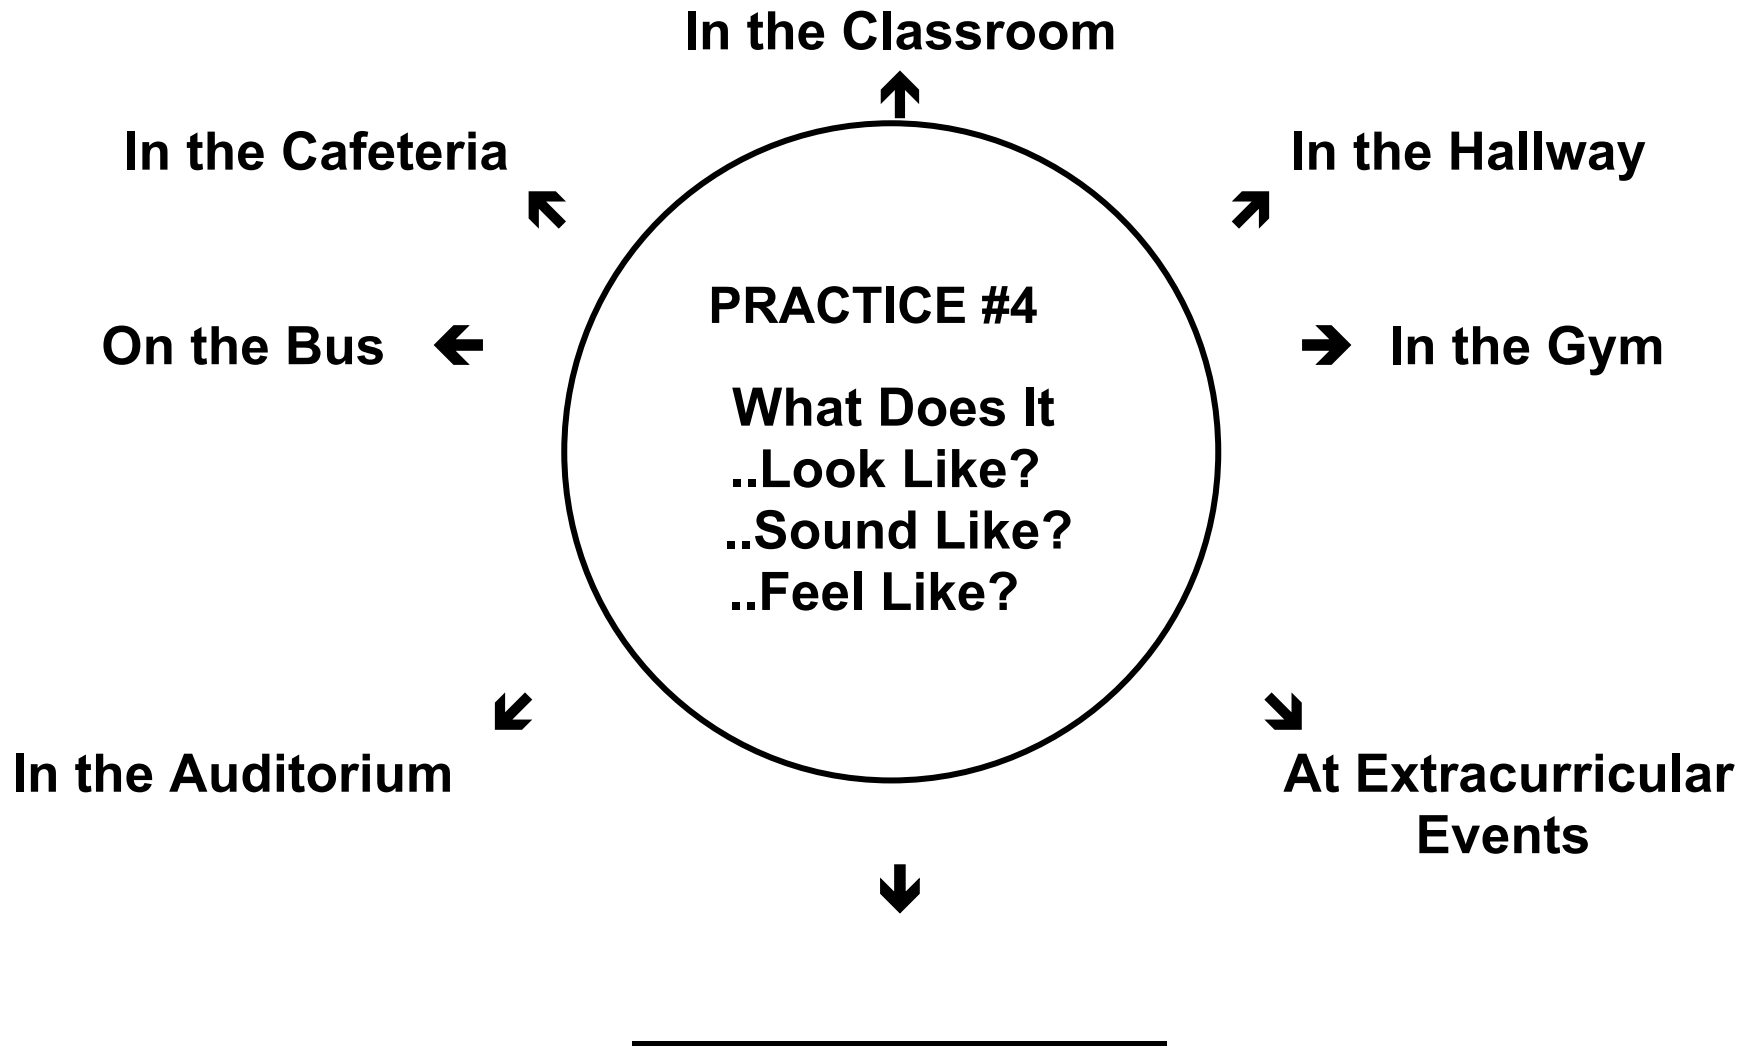 In the Classroom
In the Cafeteria
In the Hallway
PRACTICE #4
On the Bus
In the Gym
What Does It
..Look Like?
..Sound Like?
..Feel Like?
In the Auditorium
At Extracurricular
Events